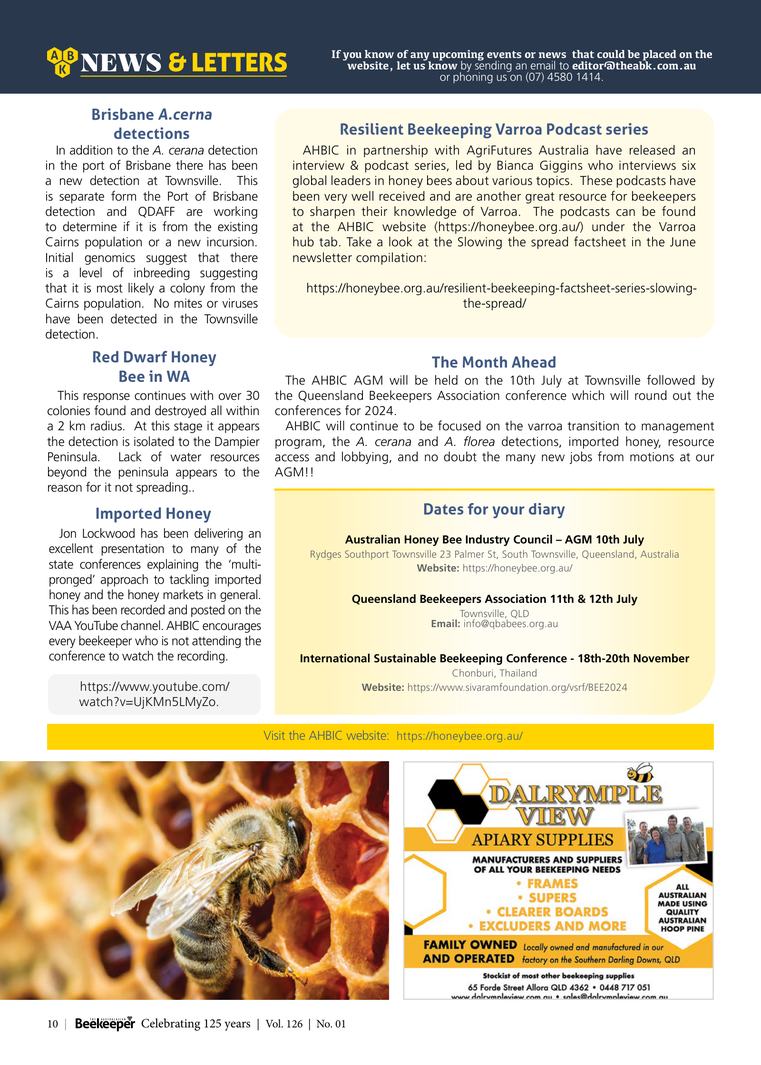 A B K
NEWS & LETTERS
If you know of any upcoming events or news that could be placed on the
website, let us know by sending an email to editor@theabk.com.au
or phoning us on (07) 4580 1414.
Brisbane A.cerna
detections
In addition to the A. cerana detection
in the port of Brisbane there has been
a new detection at Townsville. This
is separate form the Port of Brisbane
detection and QDAFF are working
to determine if it is from the existing
Cairns population or a new incursion.
Initial genomics suggest that there
is a level of inbreeding suggesting
that it is most likely a colony from the
Cairns population. No mites or viruses
have been detected in the Townsville
detection.
Red Dwarf Honey
Bee in WA
This response continues with over 30
colonies found and destroyed all within
a 2 km radius. At this stage it appears
the detection is isolated to the Dampier
Peninsula. Lack of water resources
beyond the peninsula appears to the
reason for it not spreading..
Imported Honey
Jon Lockwood has been delivering an
excellent presentation to many of the
state conferences explaining the ‘multi-
pronged’ approach to tackling imported
honey and the honey markets in general.
This has been recorded and posted on the
VAA YouTube channel. AHBIC encourages
every beekeeper who is not attending the
conference to watch the recording.
https://www.youtube.com/
watch?v=UjKMn5LMyZo.
Resilient Beekeeping Varroa Podcast series
AHBIC in partnership with AgriFutures Australia have released an
interview & podcast series, led by Bianca Giggins who interviews six
global leaders in honey bees about various topics. These podcasts have
been very well received and are another great resource for beekeepers
to sharpen their knowledge of Varroa. The podcasts can be found
at the AHBIC website (https://honeybee.org.au/) under the Varroa
hub tab. Take a look at the Slowing the spread factsheet in the June
newsletter compilation:
https://honeybee.org.au/resilient-beekeeping-factsheet-series-slowing-
the-spread/
The Month Ahead
The AHBIC AGM will be held on the 10th July at Townsville followed by
the Queensland Beekeepers Association conference which will round out the
conferences for 2024.
AHBIC will continue to be focused on the varroa transition to management
program, the A. cerana and A. florea detections, imported honey, resource
access and lobbying, and no doubt the many new jobs from motions at our
AGM!!
Dates for your diary
Australian Honey Bee Industry Council – AGM 10th July
Rydges Southport Townsville 23 Palmer St, South Townsville, Queensland, Australia
Website: https://honeybee.org.au/
Queensland Beekeepers Association 11th & 12th July
Townsville, QLD
Email: info@qbabees.org.au
International Sustainable Beekeeping Conference - 18th-20th November
Chonburi, Thailand
Website: https://www.sivaramfoundation.org/vsrf/BEE2024
Visit the AHBIC website: https://honeybee.org.au/
DALRYMPLE
VIEW
APIARY SUPPLIES
MANUFACTURERS AND SUPPLIERS
OF ALL YOUR BEEKEEPING NEEDS
• FRAMES
• SUPERS
• CLEARER BOARDS
• EXCLUDERS AND MORE
ALL
AUSTRALIAN
MADE USING
QUALITY
AUSTRALIAN
HOOP PINE
FAMILY OWNED
AND OPERATED
Locally owned and manufactured in our
factory on the Southern Darling Downs, QLD
Stockist of most other beekeeping supplies
65 Forde Street Allora QLD 4362 • 0448 717 051
www.dalrympleview.com.au • sales@dalrympleview.com.au
10 | Beekeeper Celebrating 125 years | Vol. 126 | No. 01